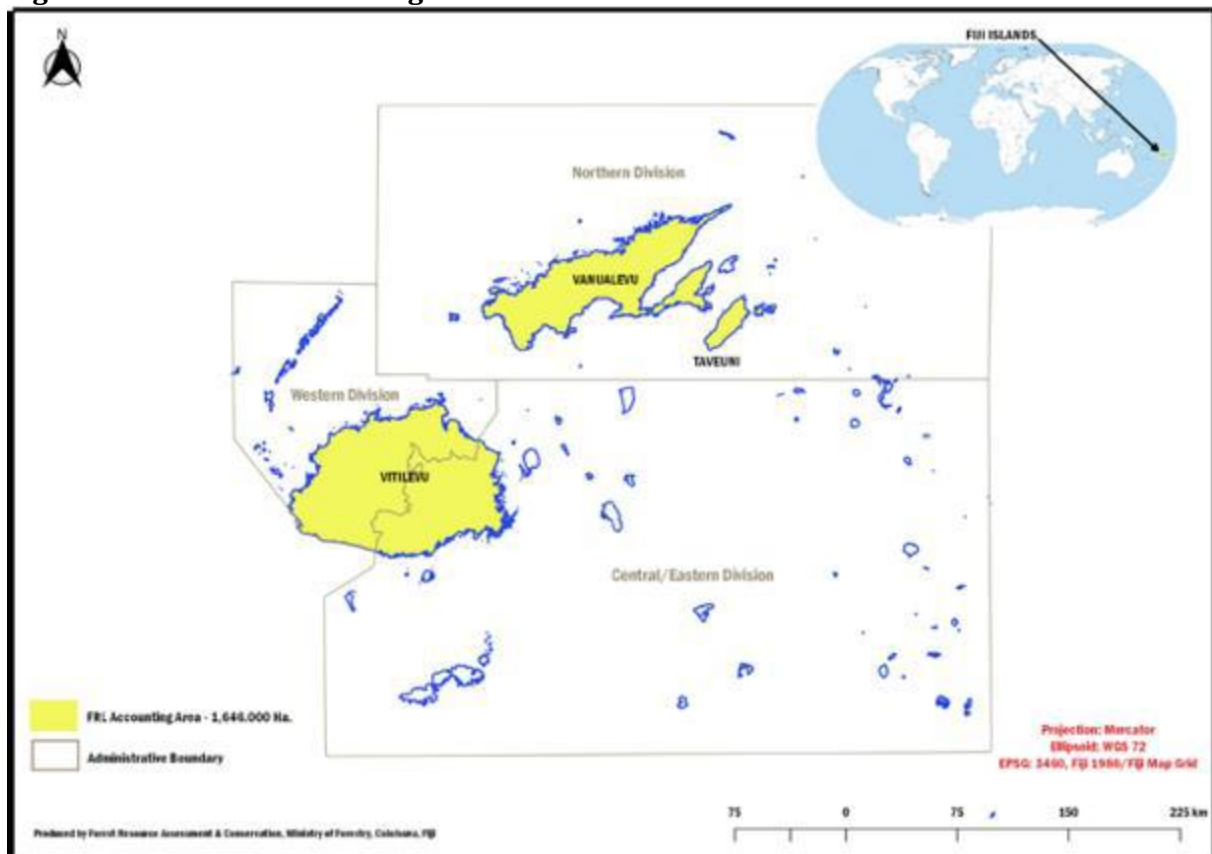 N
FIJI ISLANDS
Northern Division
VANUALEVU
TAVEUNI
Western Division
VITILEVU
Central/Eastern Division
FRL Accounting Area - 1,646.000 Ha.
Administrative Boundary
Projection: Mercator
Ellipsoid: WGS 72
EPSG: 3460, Fiji 1986/Fiji Map Grid
Produced by Forest Resource Assessment & Conservation, Ministry of Forestry, Fiji
75 0 75 150 225 km